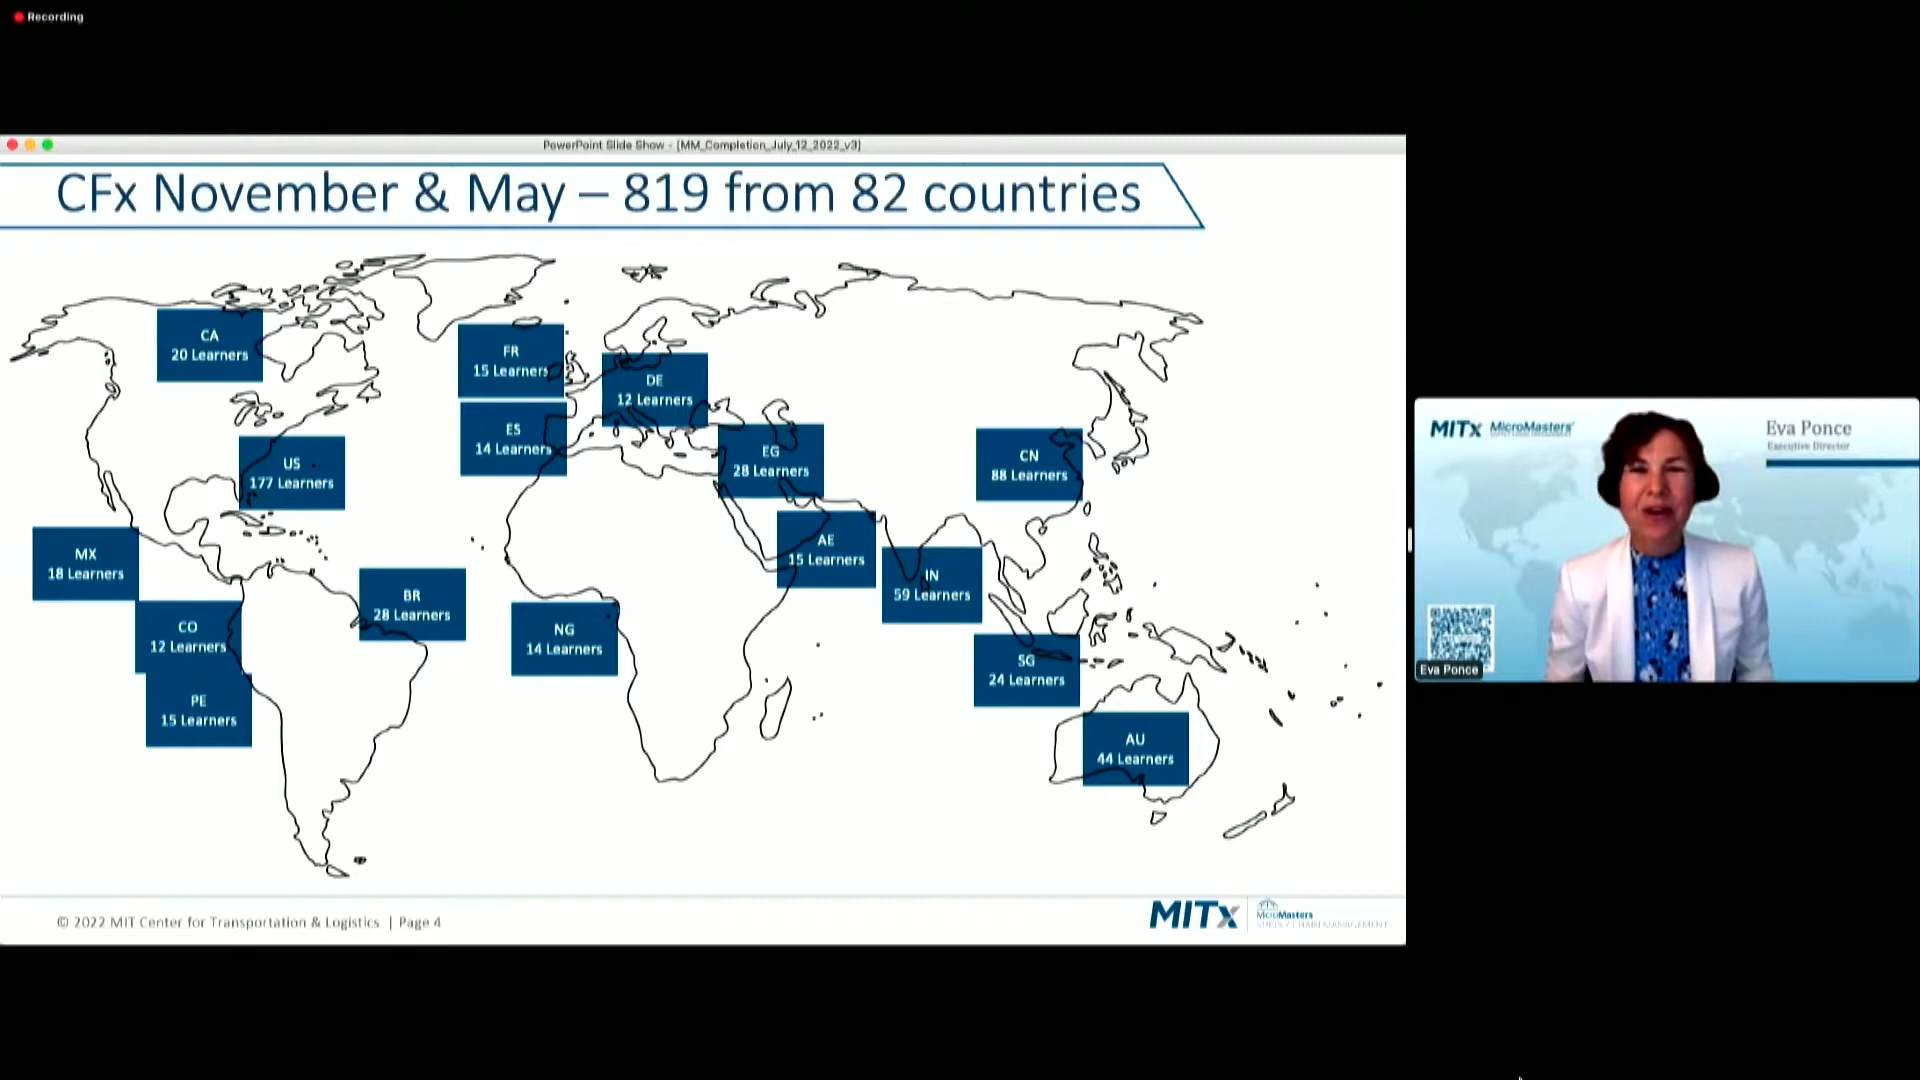 Recording
PowerPoint Slide Show - [MM_Completion_July_12_2022_v3]
CFx November & May – 819 from 82 countries
CA
20 Learners
FR
15 Learners
DE
12 Learners
ES
14 Learners
EG
28 Learners
CN
88 Learners
US
177 Learners
MX
18 Learners
AE
15 Learners
IN
59 Learners
BR
28 Learners
CO
12 Learners
NG
14 Learners
SG
24 Learners
PE
15 Learners
AU
44 Learners
© 2022 MIT Center for Transportation & Logistics | Page 4
MITx
MicroMasters
SUPPLY CHAIN MANAGEMENT
MITx MicroMasters®
Eva Ponce
Executive Director
Eva Ponce